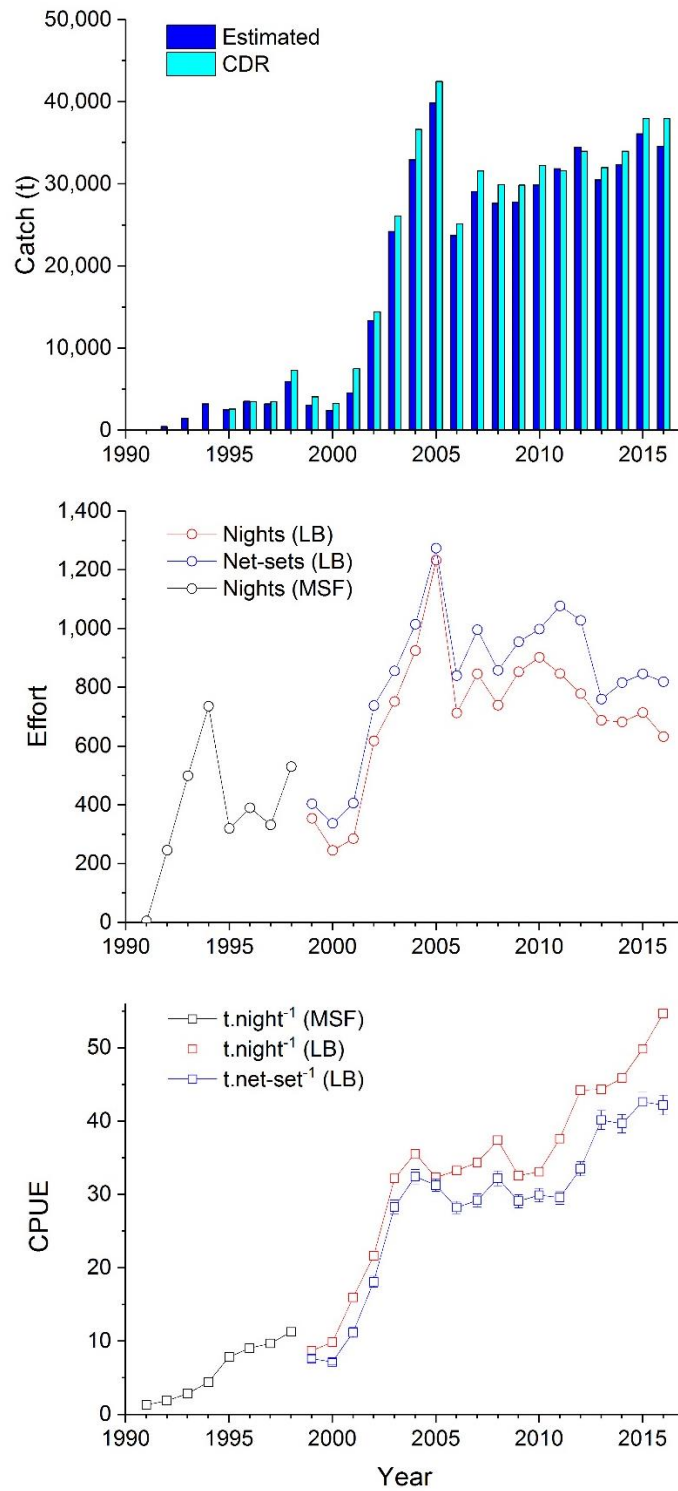 50,000
Estimated
CDR
40,000
30,000
Catch (t)
20,000
10,000
0
1990 1995 2000 2005 2010 2015
1,400
Nights (LB)
1,200
Net-sets (LB)
Nights (MSF)
1,000
800
Effort
600
400
200
0
1990 1995 2000 2005 2010 2015
t.night⁻¹ (MSF)
50
t.night⁻¹ (LB)
t.net-set⁻¹ (LB)
40
30
CPUE
20
10
0
1990 1995 2000 2005 2010 2015
Year